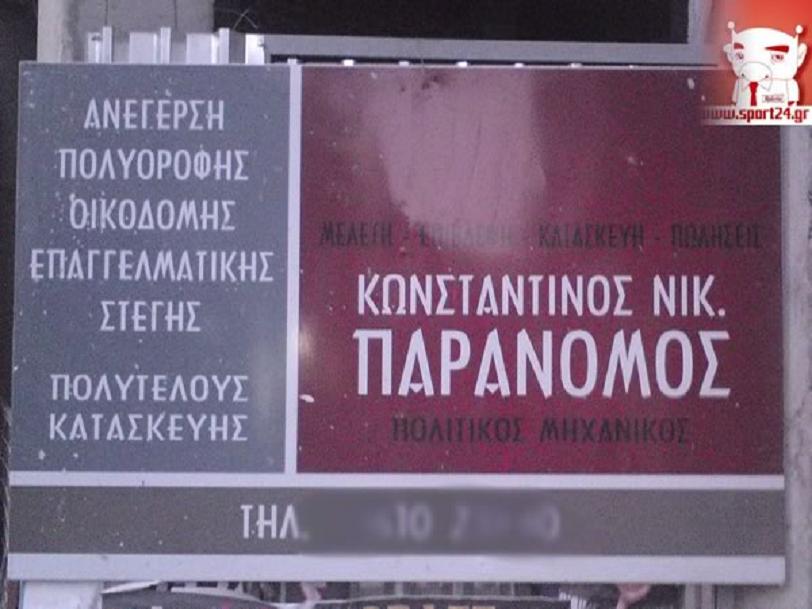 www.sport24.gr
ΑΝΕΓΕΡΣΗ
ΠΟΛΥΟΡΟΦΗΣ
ΟΙΚΟΔΟΜΗΣ
ΕΠΑΓΓΕΛΜΑΤΙΚΗΣ
ΣΤΕΓΗΣ
ΠΟΛΥΤΕΛΟΥΣ
ΚΑΤΑΣΚΕΥΗΣ
ΜΕΛΕΤΗ - ΕΠΙΒΛΕΨΗ - ΚΑΤΑΣΚΕΥΗ - ΠΩΛΗΣΕΙΣ
ΚΩΝΣΤΑΝΤΙΝΟΣ ΝΙΚ.
ΠΑΡΑΝΟΜΟΣ
ΠΟΛΙΤΙΚΟΣ ΜΗΧΑΝΙΚΟΣ
ΤΗΛ.